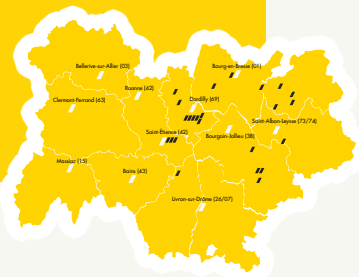 Bellerive-sur-Allier (03)
Bourg-en-Bresse (01)
Roanne (42)
Clermont-Ferrand (63)
Dardilly (69)
Saint-Alban-Leysse (73/74)
Saint-Étienne (42)
Bourgoin-Jallieu (38)
Massiac (15)
Bains (43)
Livron-sur-Drôme (26/07)